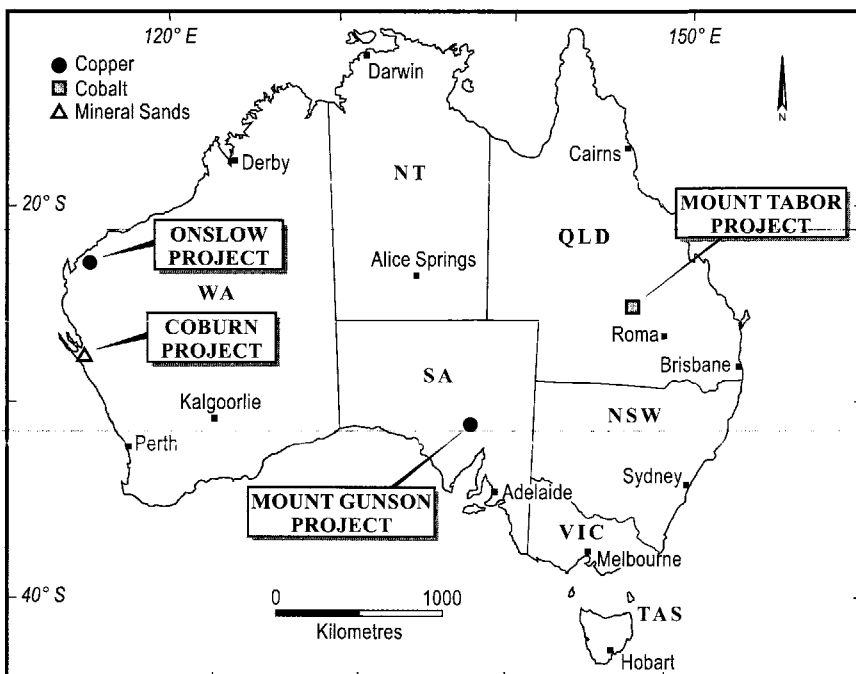 120° E
150° E
Copper
Cobalt
Mineral Sands
Darwin
Derby
Cairns
NT
20° S
MOUNT TABOR
PROJECT
ONSLOW
PROJECT
QLD
Alice Springs
WA
COBURN
PROJECT
Roma
Brisbane
SA
Kalgoorlie
NSW
Perth
Sydney
MOUNT GUNSON
PROJECT
Adelaide
VIC
Melbourne
40° S
0 1000
Kilometres
TAS
Hobart
N